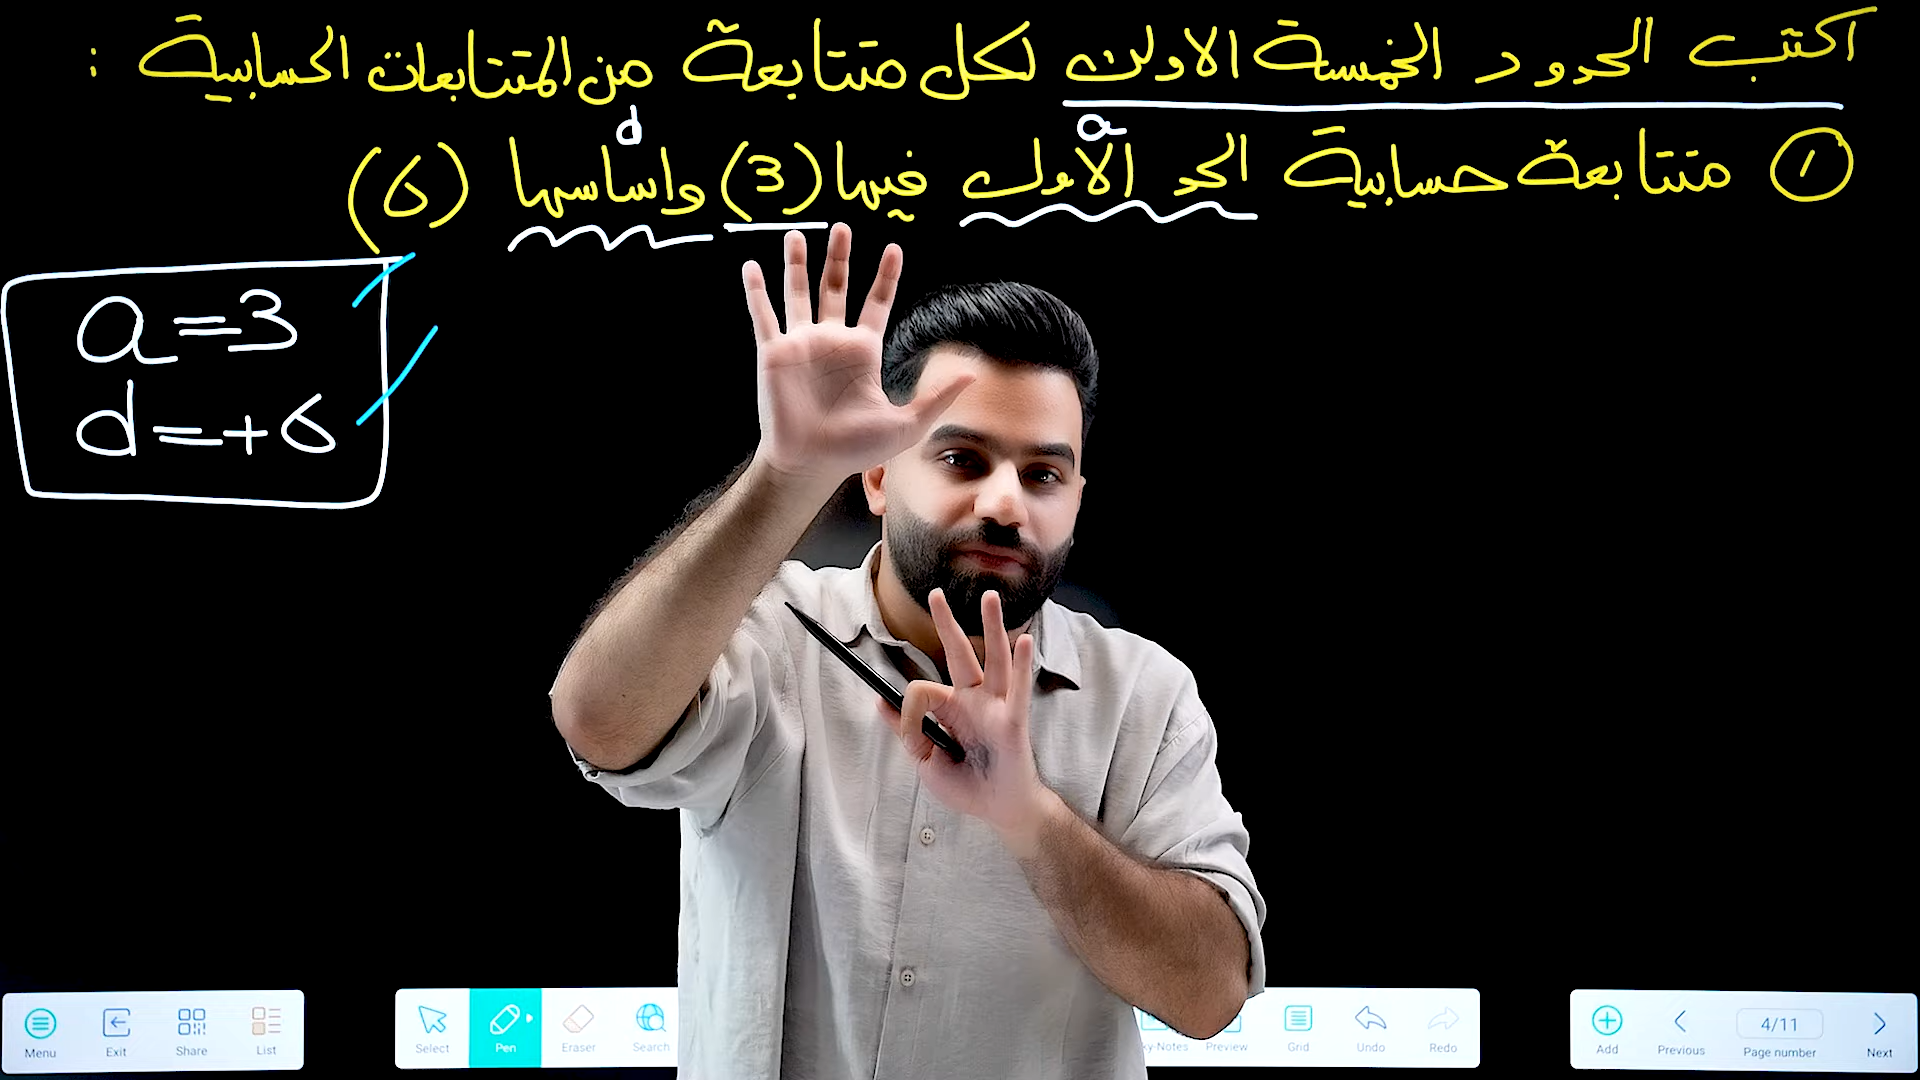 اكتب الحدود الخمسة الاولى لكل متتابعة من المتتابعات الحسابية :
① متتابعة حسابية الحد الأول فيها (3) واساسها (6)
a
d
a=3
d=+6
Menu
Exit
Share
List
Select
Pen
Eraser
Search
ky-Notes
Preview
Grid
Undo
Redo
Add
Previous
4/11
Page number
Next